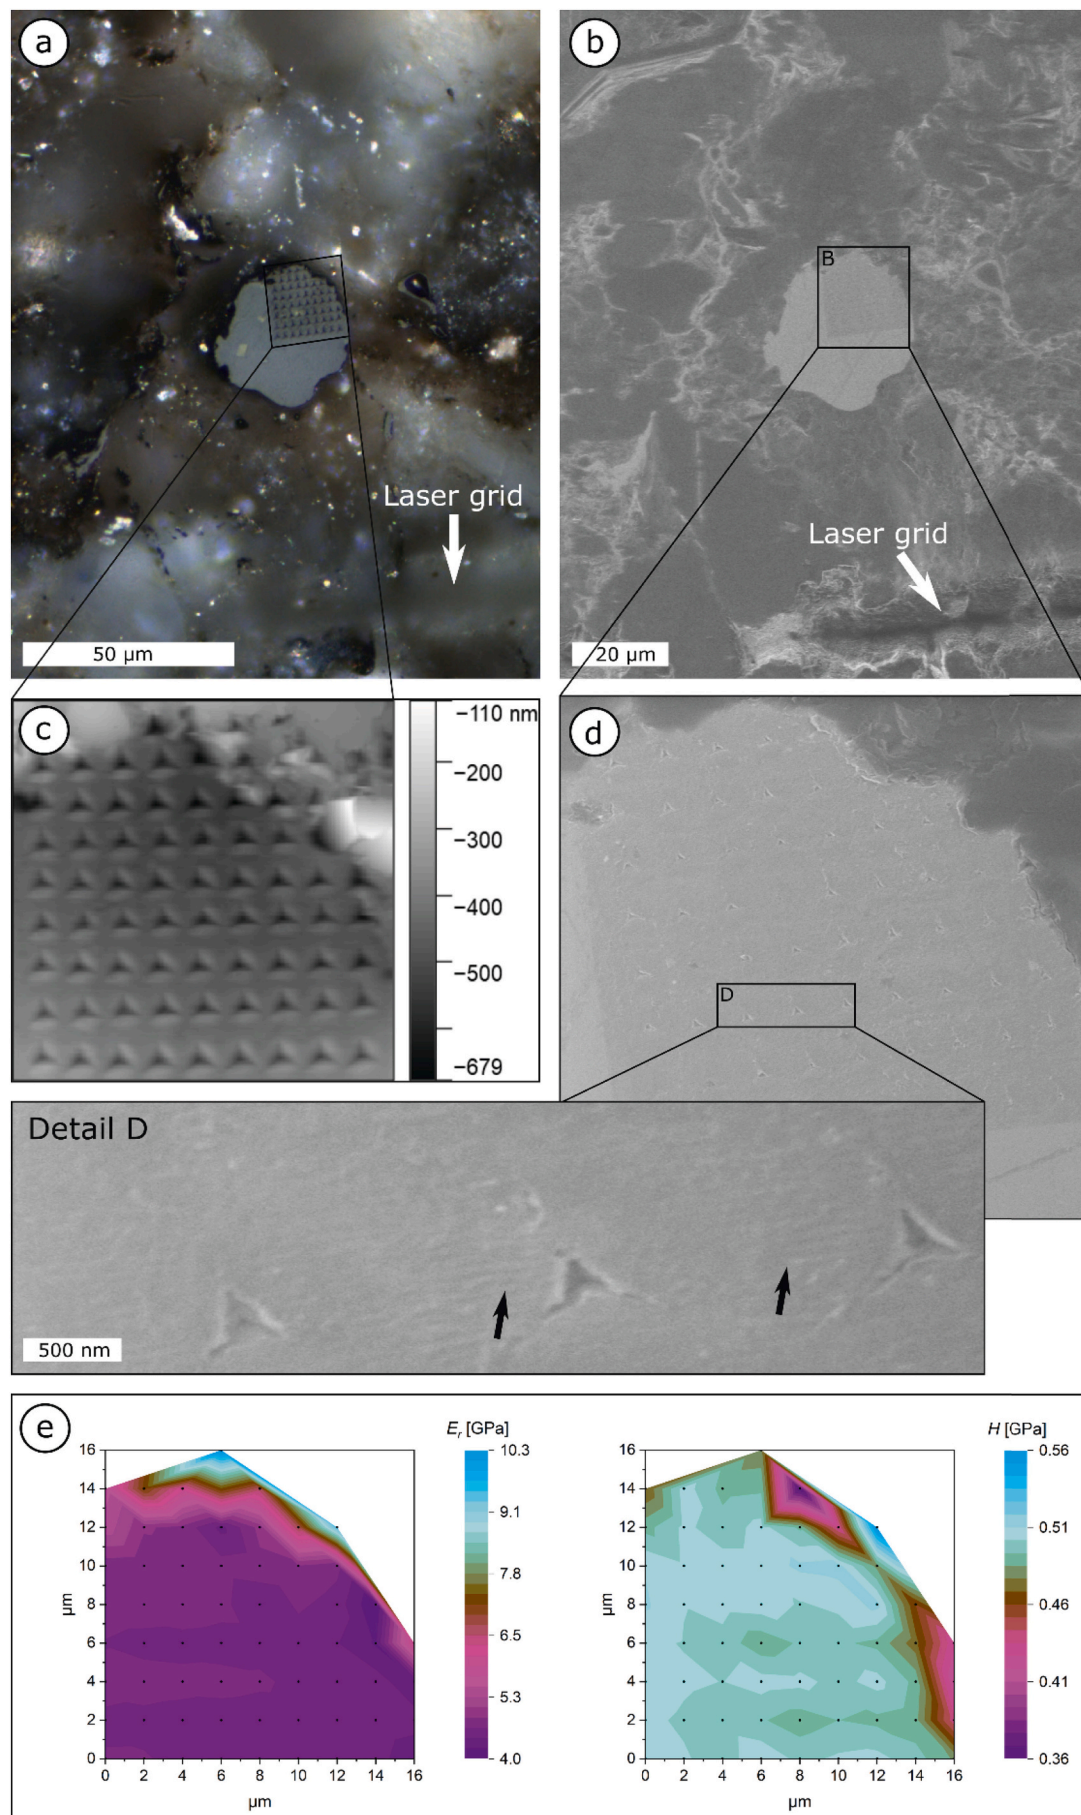 a
b
B
Laser grid
Laser grid
50 µm
20 µm
c
−110 nm
−200
−300
−400
−500
−679
d
D
Detail D
500 nm
e
Er [GPa]
H [GPa]
16
14
12
10
8
6
4
2
0
µm
0 2 4 6 8 10 12 14 16
µm
10.3
9.1
7.8
6.5
5.3
4.0
16
14
12
10
8
6
4
2
0
µm
0 2 4 6 8 10 12 14 16
µm
0.56
0.51
0.46
0.41
0.36